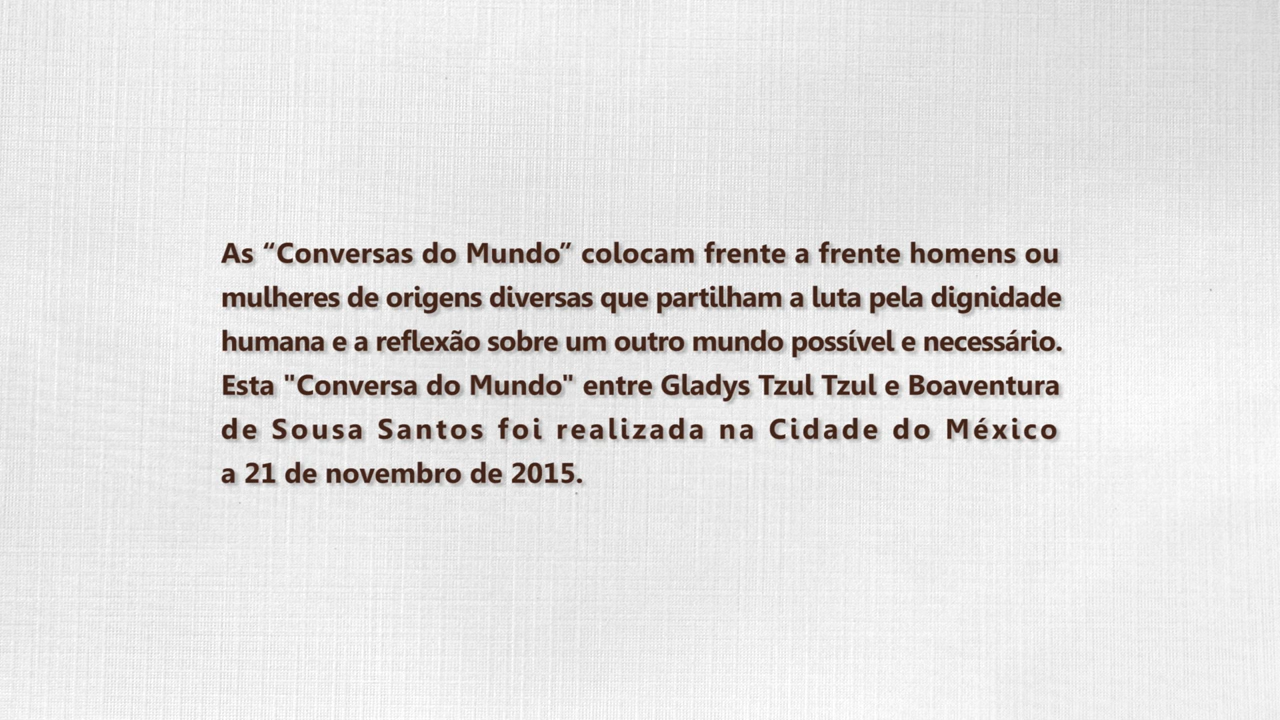 As “Conversas do Mundo” colocam frente a frente homens ou
mulheres de origens diversas que partilham a luta pela dignidade
humana e a reflexão sobre um outro mundo possível e necessário.
Esta "Conversa do Mundo" entre Gladys Tzul Tzul e Boaventura
de Sousa Santos foi realizada na Cidade do México
a 21 de novembro de 2015.